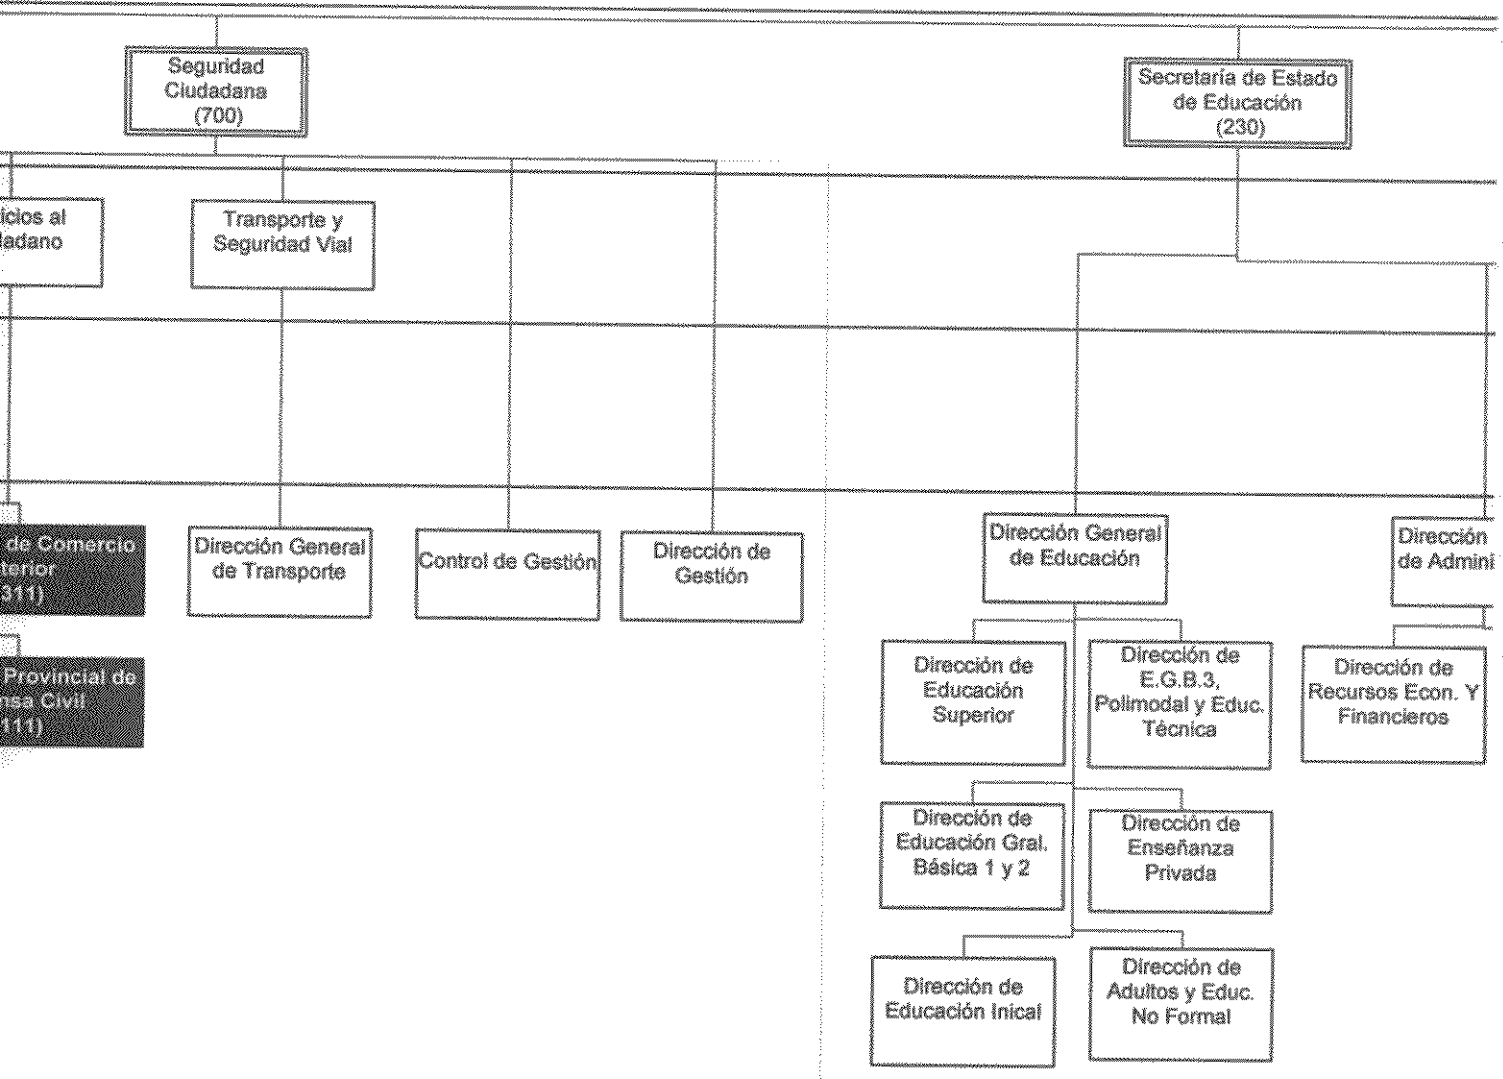 Seguridad
Ciudadana
(700)
Secretaría de Estado
de Educación
(230)
icios al
ladano
Transporte y
Seguridad Vial
de Comercio
terior
311)
Dirección General
de Transporte
Control de Gestión
Dirección de
Gestión
Dirección General
de Educación
Dirección
de Admini
Provincial de
nsa Civil
111)
Dirección de
Educación
Superior
Dirección de
E.G.B.3,
Polimodal y Educ.
Técnica
Dirección de
Recursos Econ. Y
Financieros
Dirección de
Educación Gral.
Básica 1 y 2
Dirección de
Enseñanza
Privada
Dirección de
Educación Inical
Dirección de
Adultos y Educ.
No Formal